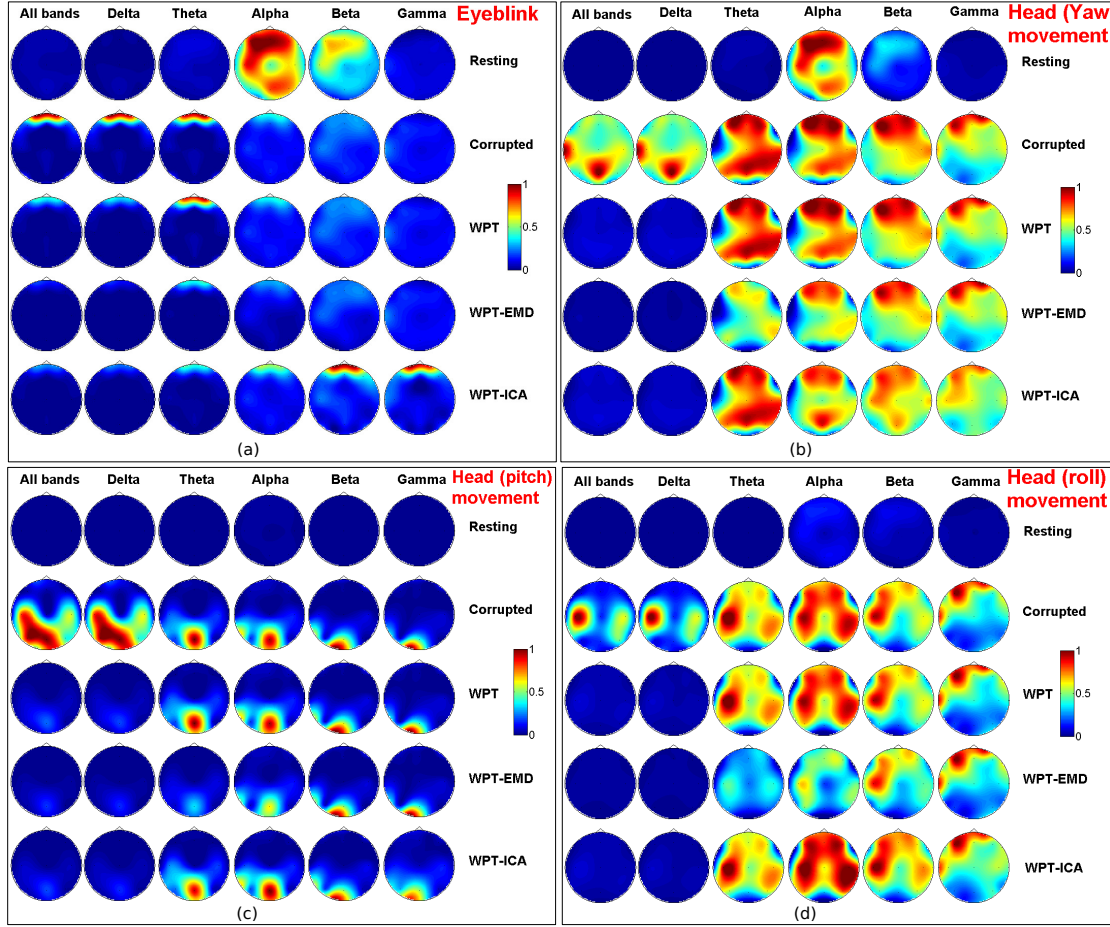 All bands Delta Theta Alpha Beta Gamma Eyeblink
Resting
Corrupted
1
0.5
0
WPT
WPT-EMD
WPT-ICA
(a)
All bands Delta Theta Alpha Beta Gamma Head (Yaw
movement
Resting
Corrupted
1
0.5
0
WPT
WPT-EMD
WPT-ICA
(b)
All bands Delta Theta Alpha Beta Gamma Head (pitch)
movement
Resting
Corrupted
1
0.5
0
WPT
WPT-EMD
WPT-ICA
(c)
All bands Delta Theta Alpha Beta Gamma Head (roll)
movement
Resting
Corrupted
1
0.5
0
WPT
WPT-EMD
WPT-ICA
(d)